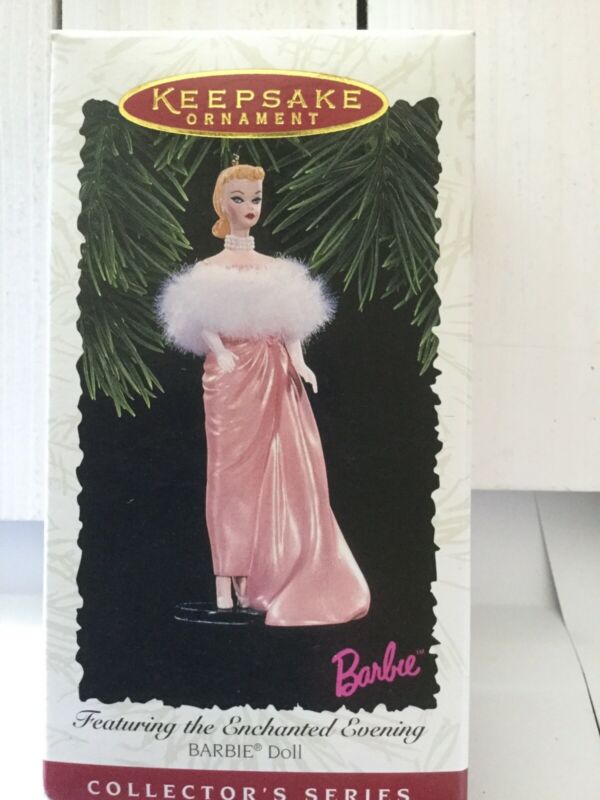 KEEPSAKE
ORNAMENT
Barbie™
Featuring the Enchanted Evening
BARBIE® Doll
COLLECTOR'S SERIES